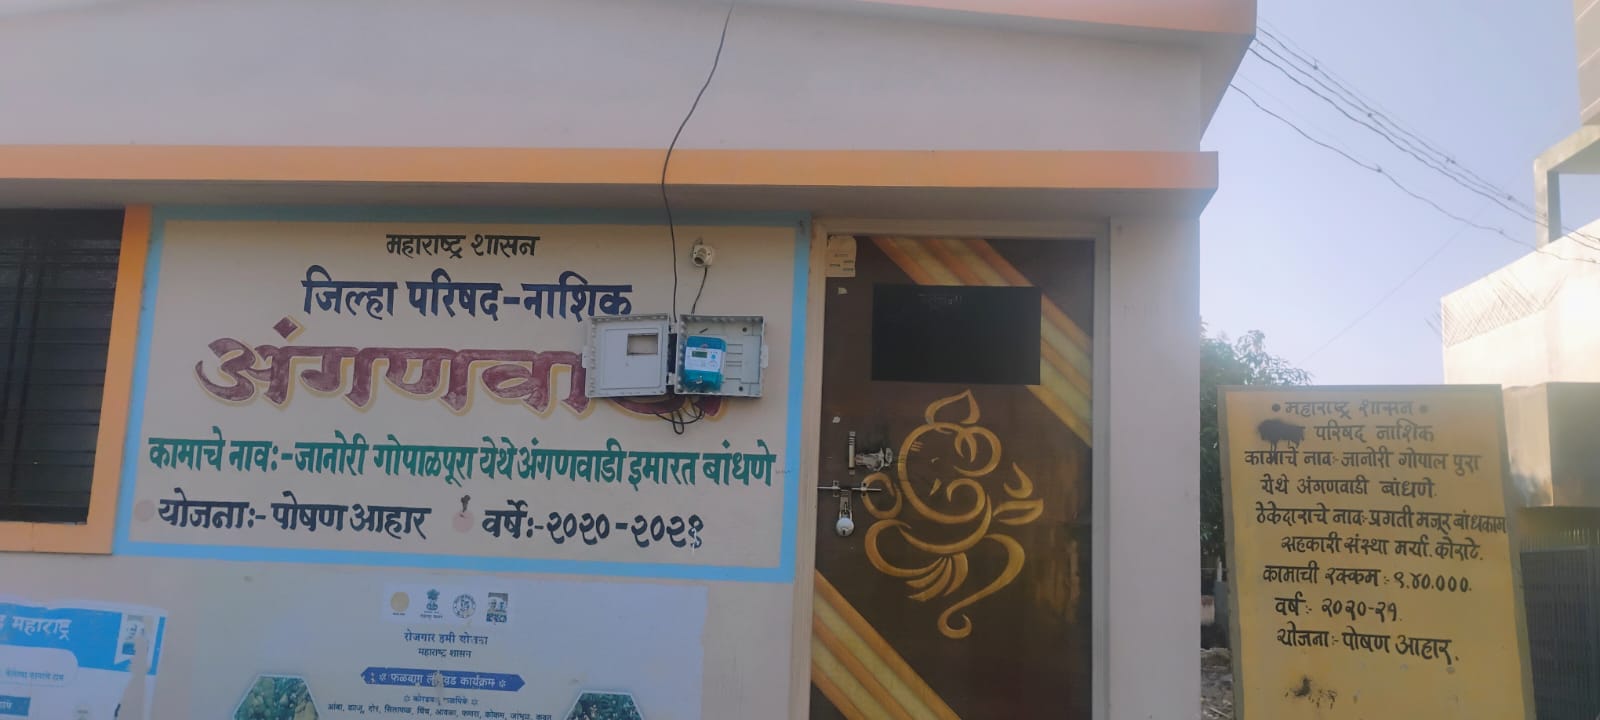 महाराष्ट्र शासन
जिल्हा परिषद-नाशिक
कामाचे नाव:-जानोरी गोपाळपूरा येथे अंगणवाडी इमारत बांधणे
योजना:- पोषण आहार वर्षे:-२०२०-२०२१
महाराष्ट्र
रोजगार हमी योजना
महाराष्ट्र शासन
कार्यक्रम
महाराष्ट्र शासन
परिषद नाशिक
कामाचे नाव:-जानोरी गोपाल पुरा
येथे अंगणवाडी बांधणे.
ठेकेदाराचे नाव:-प्रगती मजूर बांधकाम
सहकारी संस्था मर्या. कोराटे.
कामाची रक्कम:-९.४०.०००.
वर्ष:- २०२०-२१.
योजना:- पोषण आहार.